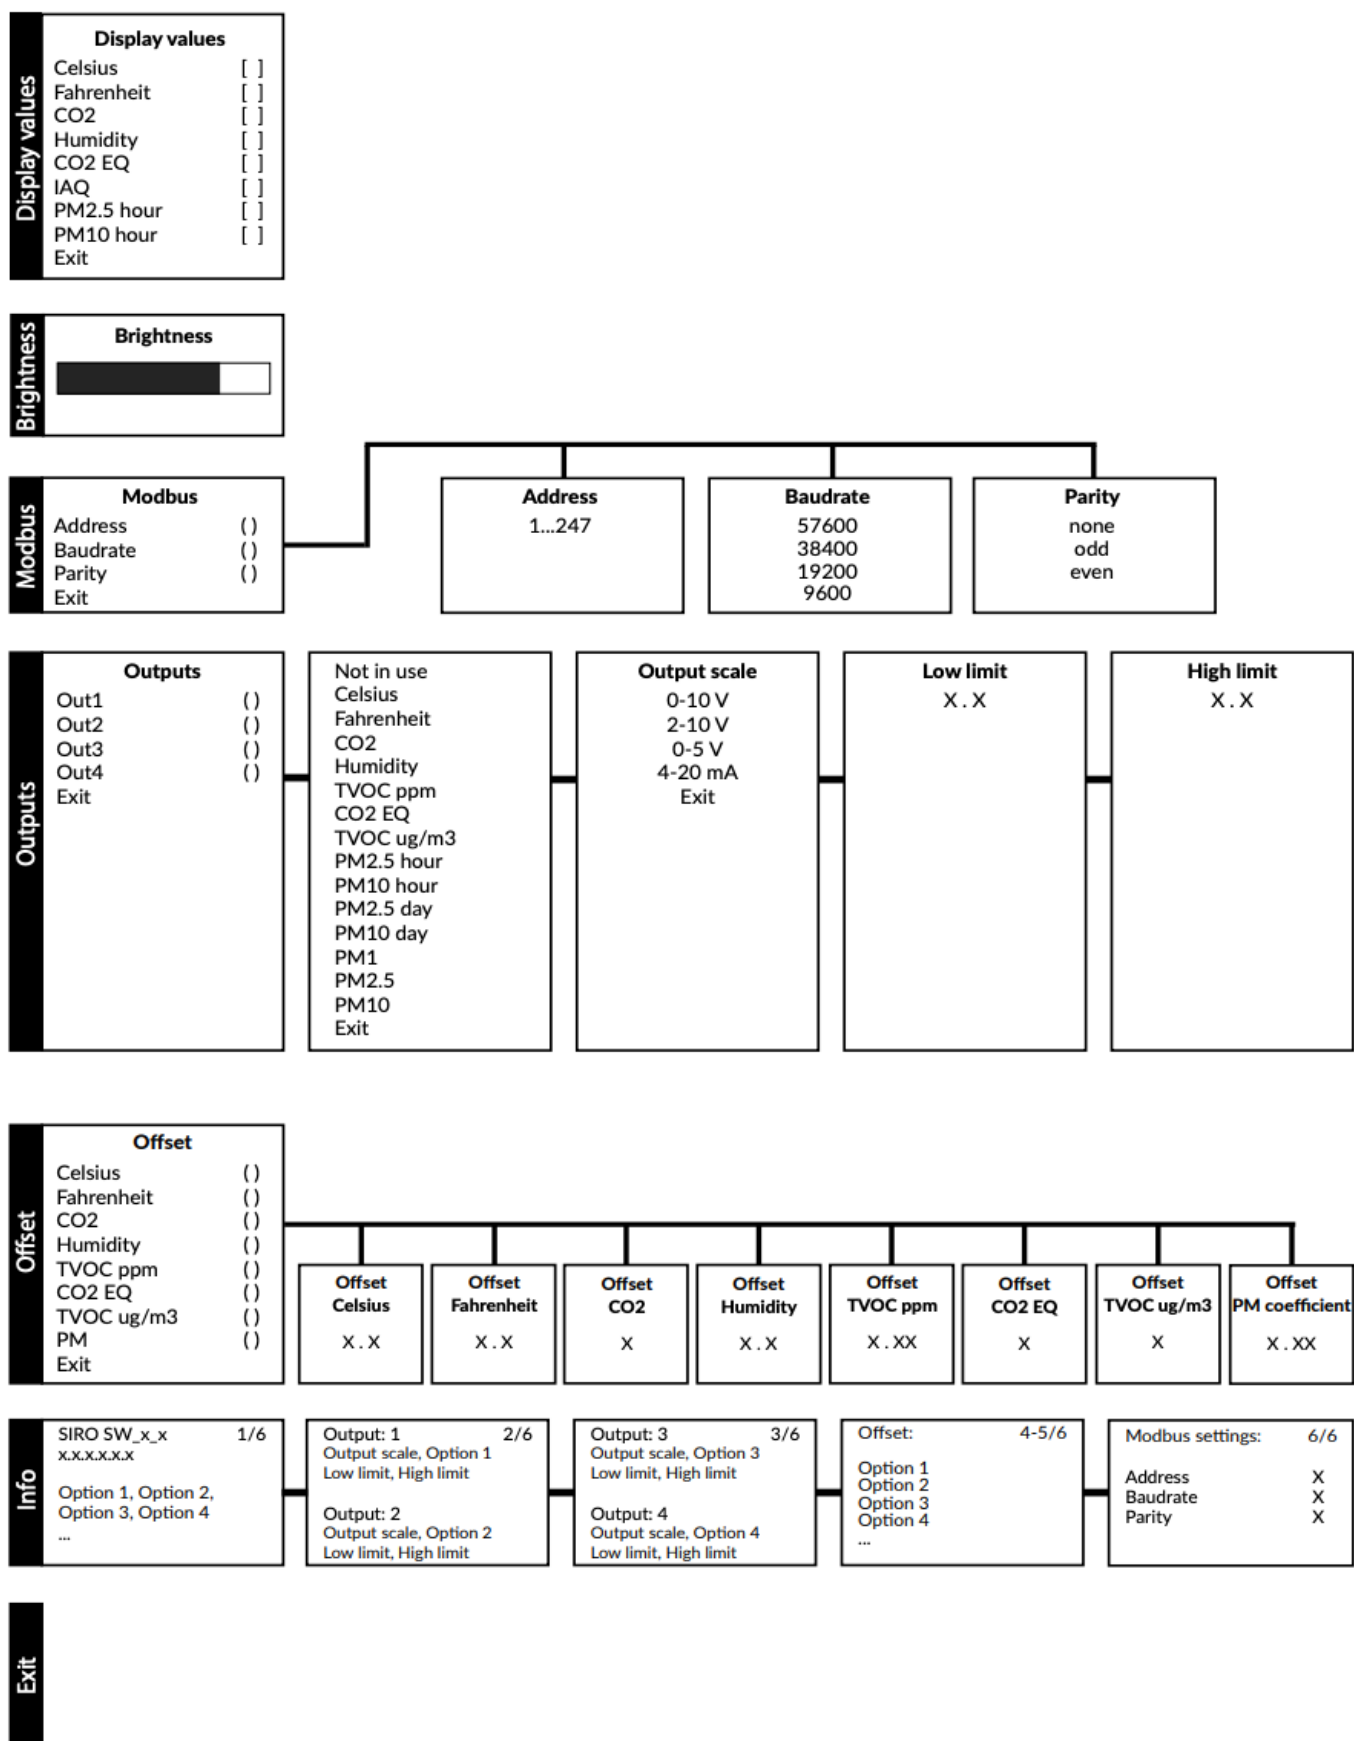 Display values
Display values
Celsius [ ]
Fahrenheit [ ]
CO2 [ ]
Humidity [ ]
CO2 EQ [ ]
IAQ [ ]
PM2.5 hour [ ]
PM10 hour [ ]
Exit
Brightness
Brightness
Modbus
Modbus
Address ( )
Baudrate ( )
Parity ( )
Exit
Address
1...247
Baudrate
57600
38400
19200
9600
Parity
none
odd
even
Outputs
Outputs
Out1 ( )
Out2 ( )
Out3 ( )
Out4 ( )
Exit
Not in use
Celsius
Fahrenheit
CO2
Humidity
TVOC ppm
CO2 EQ
TVOC ug/m3
PM2.5 hour
PM10 hour
PM2.5 day
PM10 day
PM1
PM2.5
PM10
Exit
Output scale
0-10 V
2-10 V
0-5 V
4-20 mA
Exit
Low limit
X . X
High limit
X . X
Offset
Offset
Celsius ( )
Fahrenheit ( )
CO2 ( )
Humidity ( )
TVOC ppm ( )
CO2 EQ ( )
TVOC ug/m3 ( )
PM ( )
Exit
Offset
Celsius
X . X
Offset
Fahrenheit
X . X
Offset
CO2
X
Offset
Humidity
X . X
Offset
TVOC ppm
X . XX
Offset
CO2 EQ
X
Offset
TVOC ug/m3
X
Offset
PM coefficient
X . XX
Info
SIRO SW_x_x 1/6
x.x.x.x.x.x
Option 1, Option 2,
Option 3, Option 4
...
Output: 1 2/6
Output scale, Option 1
Low limit, High limit
Output: 2
Output scale, Option 2
Low limit, High limit
Output: 3 3/6
Output scale, Option 3
Low limit, High limit
Output: 4
Output scale, Option 4
Low limit, High limit
Offset: 4-5/6
Option 1
Option 2
Option 3
Option 4
...
Modbus settings: 6/6
Address X
Baudrate X
Parity X
Exit